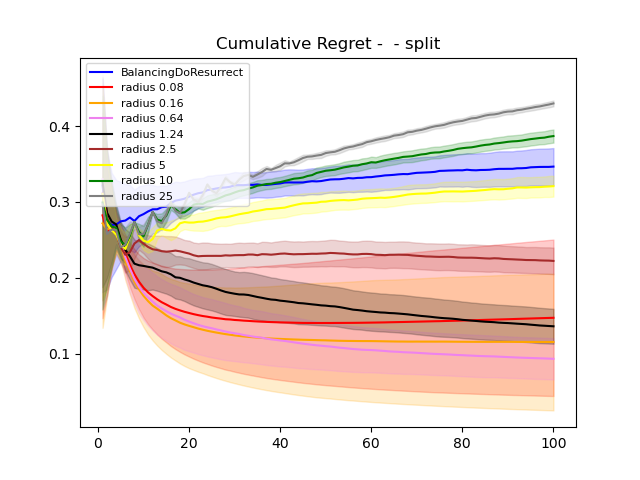 Cumulative Regret -  - split
BalancingDoResurrect
radius 0.08
radius 0.16
radius 0.64
radius 1.24
radius 2.5
radius 5
radius 10
radius 25
0.4
0.3
0.2
0.1
0 20 40 60 80 100